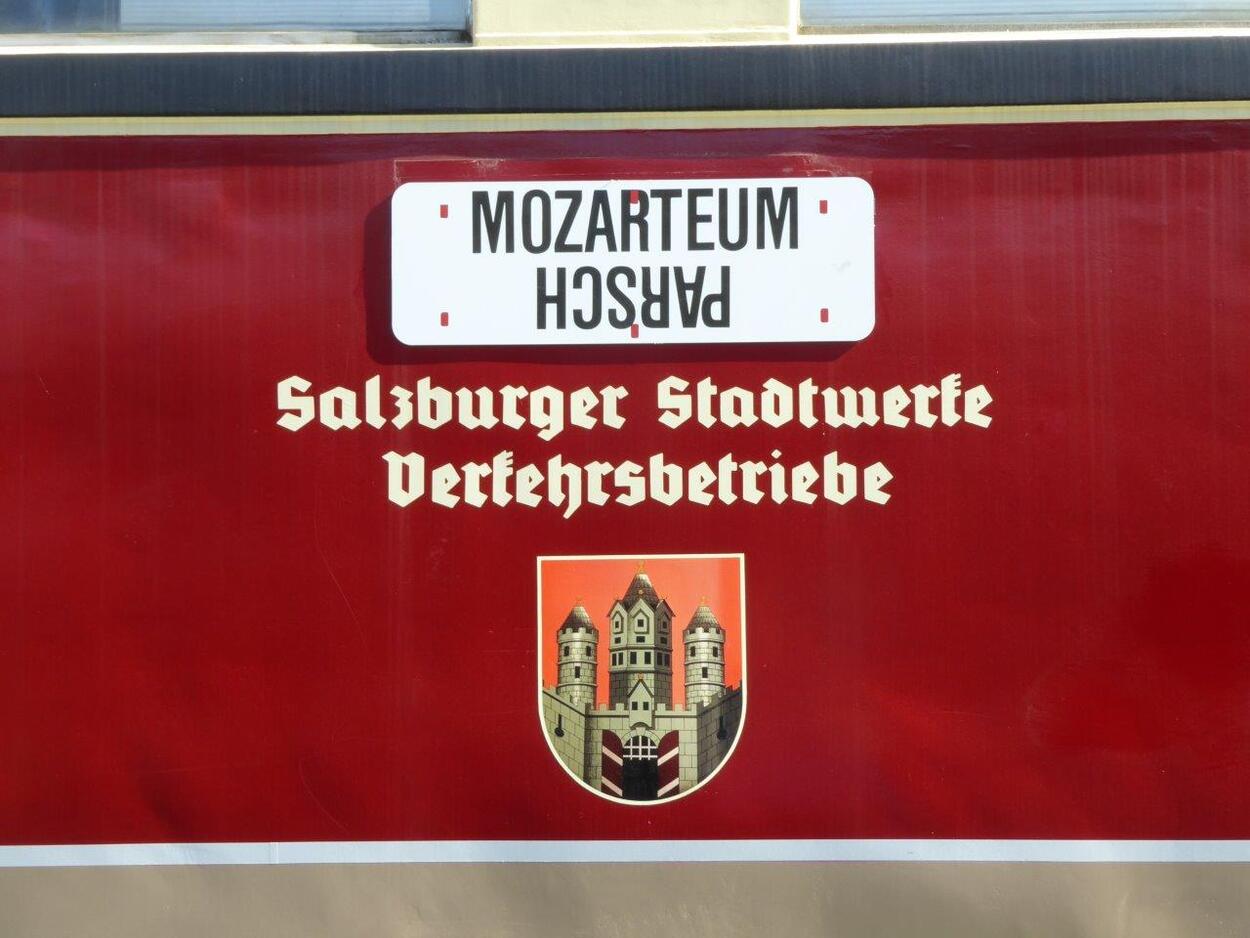 MOZARTEUM
PARSCH
Salzburger Stadtwerke
Verkehrsbetriebe